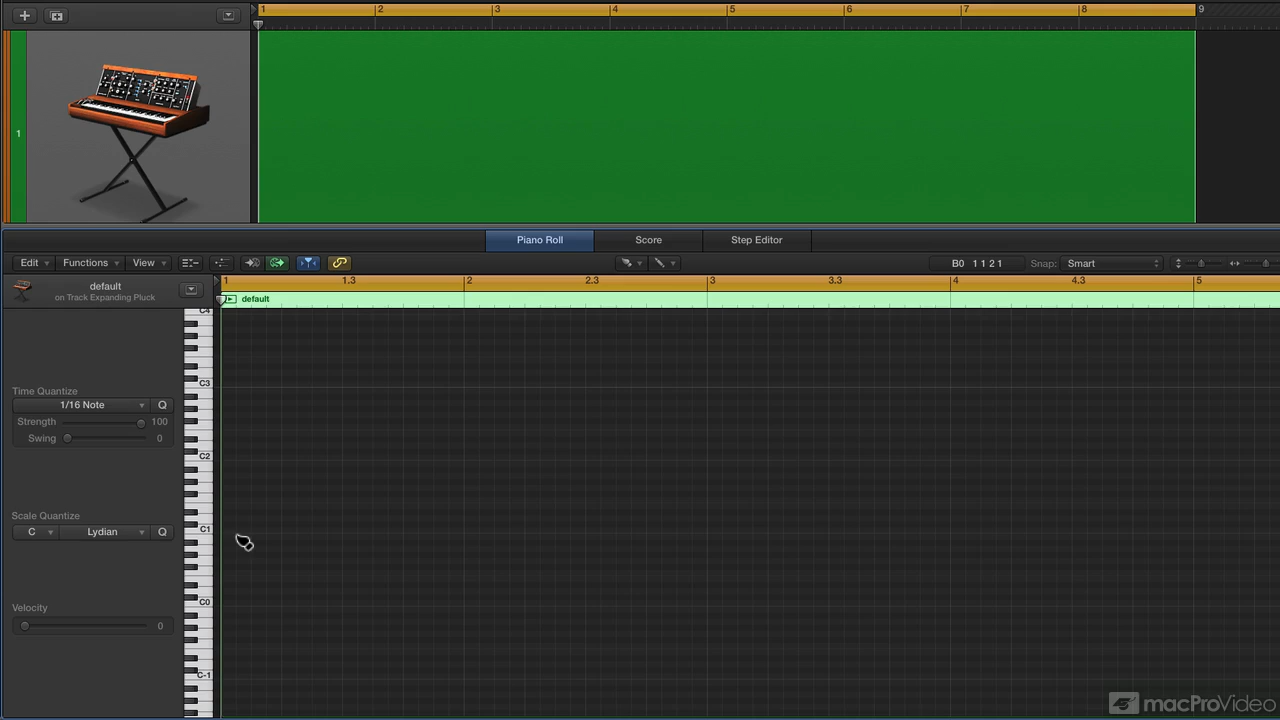 1 2 3 4 5 6 7 8 9
1
Piano Roll Score Step Editor
Edit Functions View B0 1 1 2 1 Snap: Smart
default
on Track Expanding Pluck
1 1.3 2 2.3 3 3.3 4 4.3 5
default
C4
C3
Time Quantize
1/16 Note Q
Strength 100
Swing 0
C2
Scale Quantize
C Lydian Q
C1
C0
Velocity
0
C-1
macProVideo